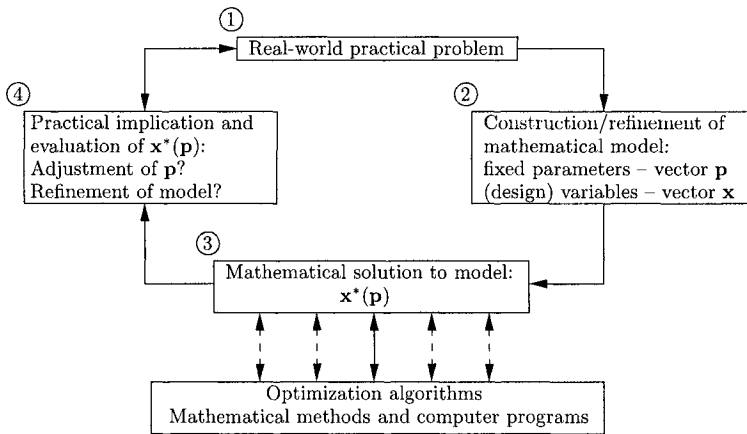 ①
Real-world practical problem
④
Practical implication and
evaluation of x*(p):
Adjustment of p?
Refinement of model?
②
Construction/refinement of
mathematical model:
fixed parameters – vector p
(design) variables – vector x
③
Mathematical solution to model:
x*(p)
Optimization algorithms
Mathematical methods and computer programs